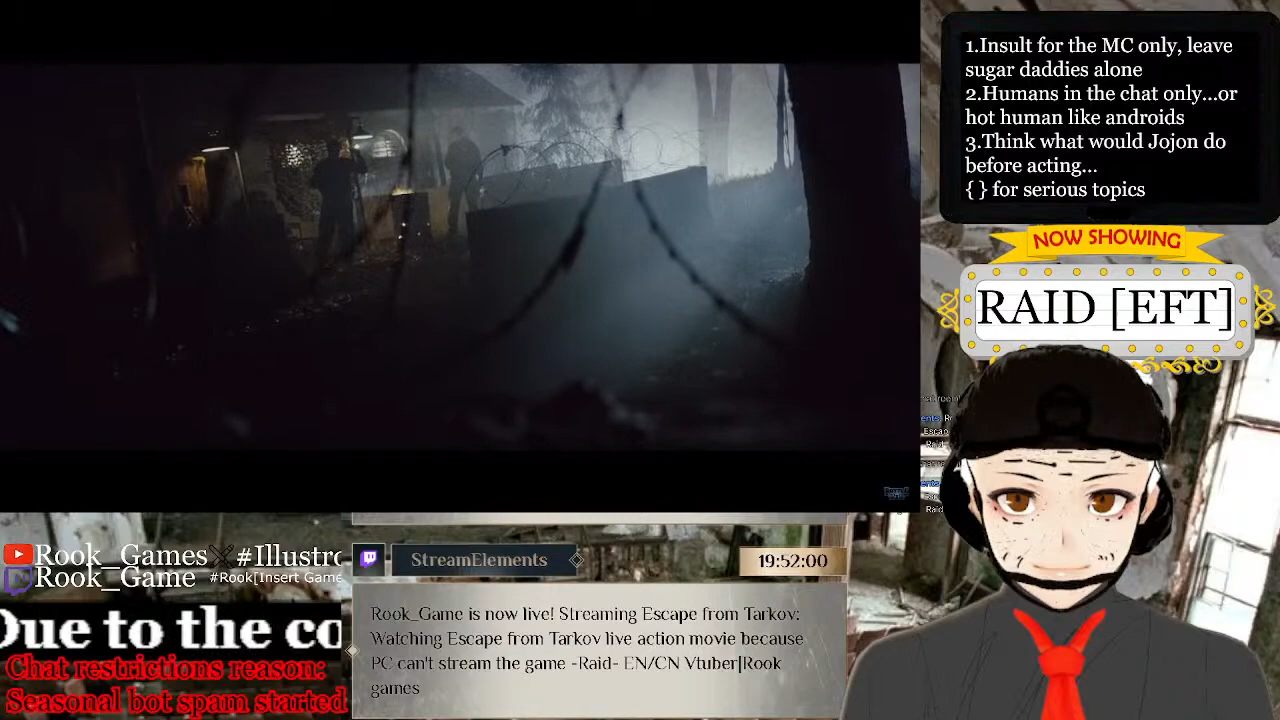 1.Insult for the MC only, leave
sugar daddies alone
2.Humans in the chat only...or
hot human like androids
3.Think what would Jojon do
before acting...
{ } for serious topics
NOW SHOWING
RAID [EFT]
Rook_Games
#Illustr
Rook_Game
#Rook[Insert Game
Due to the co
Chat restrictions reason:
Seasonal bot spam started
StreamElements
19:52:00
Rook_Game is now live! Streaming Escape from Tarkov:
Watching Escape from Tarkov live action movie because
PC can't stream the game -Raid- EN/CN Vtuber|Rook
games